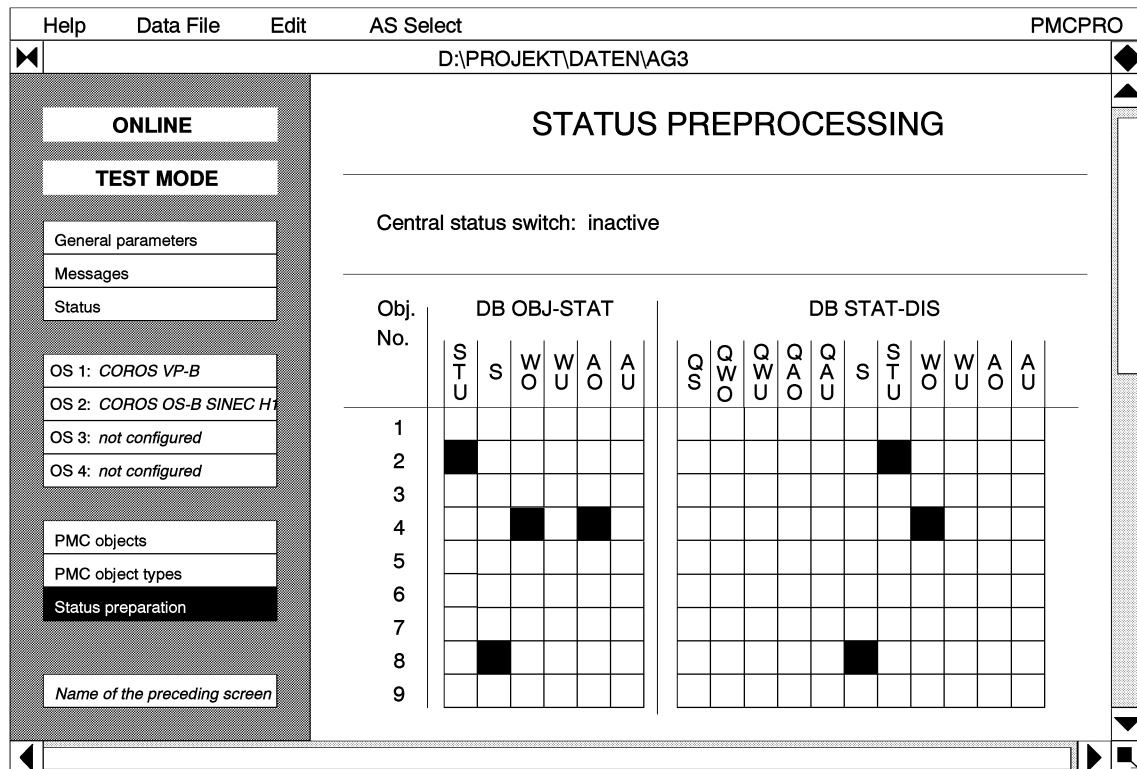 Help Data File Edit AS Select PMCPRO
D:\PROJEKT\DATEN\AG3
ONLINE
TEST MODE
General parameters
Messages
Status
OS 1: COROS VP-B
OS 2: COROS OS-B SINEC H1
OS 3: not configured
OS 4: not configured
PMC objects
PMC object types
Status preparation
Name of the preceding screen
STATUS PREPROCESSING
Central status switch: inactive
Obj. No. DB OBJ-STAT DB STAT-DIS
STU S WO WU AO AU QS QWO QWU QAO QAU S STU WO WU AO AU
1
2
3
4
5
6
7
8
9